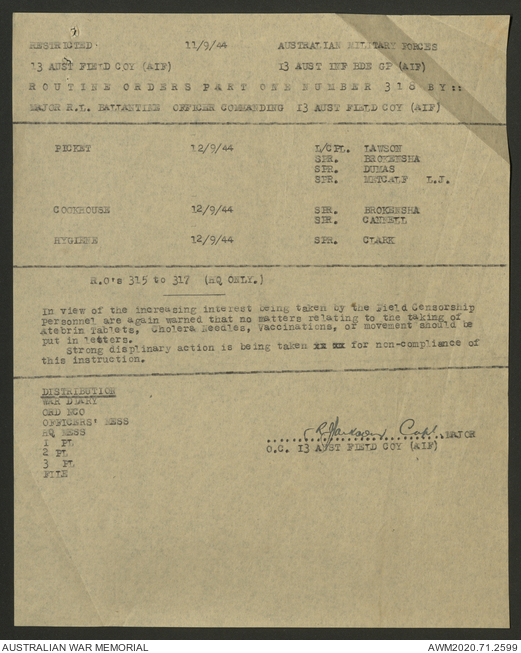 RESTRICTED 11/9/44 AUSTRALIAN MILITARY FORCES
13 AUST FIELD COY (AIF) 13 AUST INF BDE GP (AIF)
ROUTINE ORDERS PART ONE NUMBER 318 BY::
MAJOR R.L. BALLANTINE OFFICER COMMANDING 13 AUST FIELD COY (AIF)
PICKET 12/9/44 L/CPL. LAWSON
SPR. BROKENSHA
SPR. DUMAS
SPR. METCALF L.J.
COOKHOUSE 12/9/44 SPR. BROKENSHA
SPR.
HYGIENE 12/9/44 SPR. CLARK
R.O's 315 to 317 (HQ ONLY.)
In view of the increasing interest being taken by the Field Censorship
personnel are again warned that no matters relating to the taking of
Atebrin Tablets, Cholera Needles, Vaccinations, or movement should be
put in letters.
Strong displinary action is being taken xx xx for non-compliance of
this instruction.
DISTRIBUTION
WAR DIARY
ORD NCO
OFFICERS' MESS
HQ MESS
1 PL
2 PL
3 PL
FILE
Capt. MAJOR
O.C. 13 AUST FIELD COY (AIF)
AUSTRALIAN WAR MEMORIAL AWM2020.71.2599